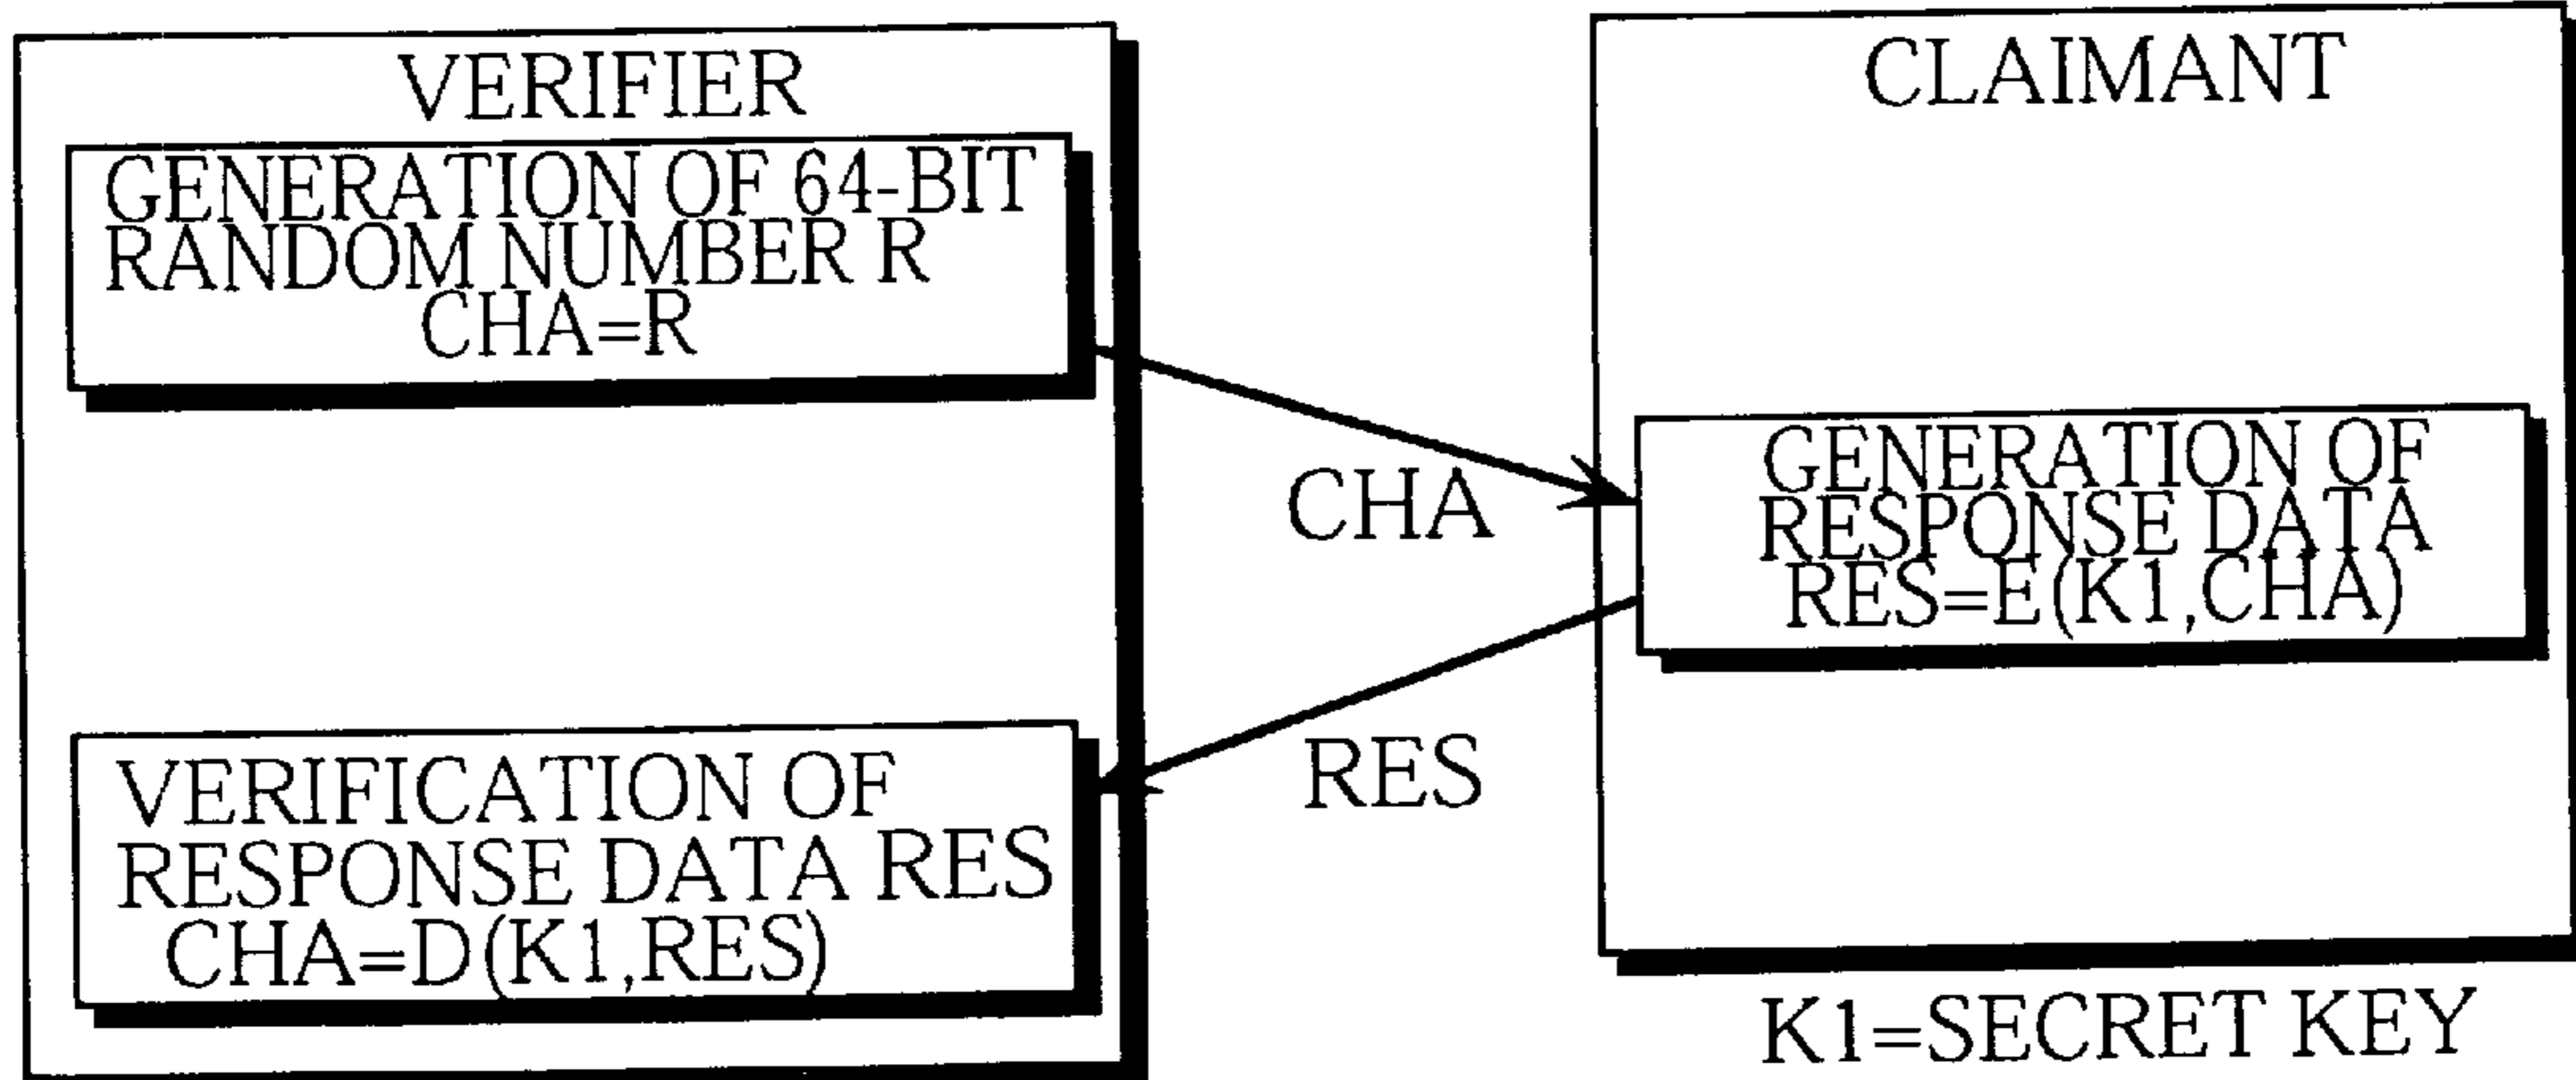 VERIFIER
GENERATION OF 64-BIT
RANDOM NUMBER R
CHA=R
CLAIMANT
CHA
GENERATION OF
RESPONSE DATA
RES=E(K1,CHA)
RES
VERIFICATION OF
RESPONSE DATA RES
CHA=D(K1,RES)
K1=SECRET KEY